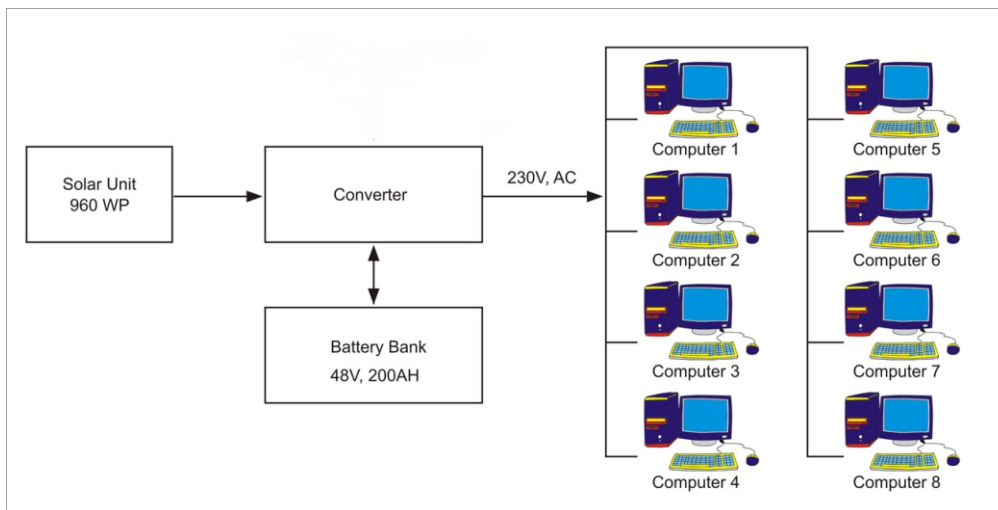 Solar Unit
960 WP
Converter
230V, AC
Battery Bank
48V, 200AH
Computer 1
Computer 2
Computer 3
Computer 4
Computer 5
Computer 6
Computer 7
Computer 8